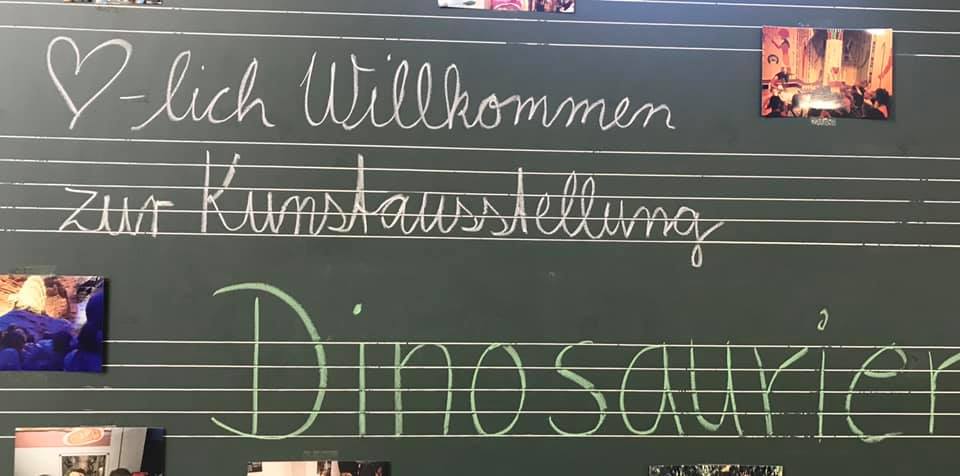 ♡-lich Willkommen
zur Kunstausstellung
Dinosaurier